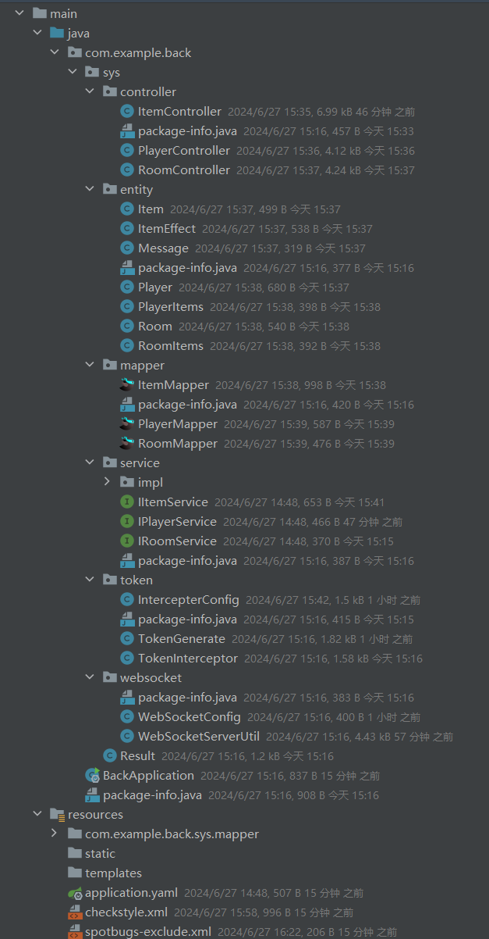 main
java
com.example.back
sys
controller
ItemController 2024/6/27 15:35, 6.99 kB 46 分钟 之前
package-info.java 2024/6/27 15:16, 457 B 今天 15:33
PlayerController 2024/6/27 15:36, 4.12 kB 今天 15:36
RoomController 2024/6/27 15:37, 4.24 kB 今天 15:37
entity
Item 2024/6/27 15:37, 499 B 今天 15:37
ItemEffect 2024/6/27 15:37, 538 B 今天 15:37
Message 2024/6/27 15:37, 319 B 今天 15:37
package-info.java 2024/6/27 15:16, 377 B 今天 15:16
Player 2024/6/27 15:38, 680 B 今天 15:37
PlayerItems 2024/6/27 15:38, 398 B 今天 15:38
Room 2024/6/27 15:38, 540 B 今天 15:38
RoomItems 2024/6/27 15:38, 392 B 今天 15:38
mapper
ItemMapper 2024/6/27 15:38, 998 B 今天 15:38
package-info.java 2024/6/27 15:16, 420 B 今天 15:16
PlayerMapper 2024/6/27 15:39, 587 B 今天 15:39
RoomMapper 2024/6/27 15:39, 476 B 今天 15:39
service
impl
IItemService 2024/6/27 14:48, 653 B 今天 15:41
IPlayerService 2024/6/27 14:48, 466 B 47 分钟 之前
IRoomService 2024/6/27 14:48, 370 B 今天 15:15
package-info.java 2024/6/27 15:16, 387 B 今天 15:16
token
IntercepterConfig 2024/6/27 15:42, 1.5 kB 1 小时 之前
package-info.java 2024/6/27 15:16, 415 B 今天 15:15
TokenGenerate 2024/6/27 15:16, 1.82 kB 1 小时 之前
TokenInterceptor 2024/6/27 15:16, 1.58 kB 今天 15:16
websocket
package-info.java 2024/6/27 15:16, 383 B 今天 15:16
WebSocketConfig 2024/6/27 15:16, 400 B 1 小时 之前
WebSocketServerUtil 2024/6/27 15:16, 4.43 kB 57 分钟 之前
Result 2024/6/27 15:16, 1.2 kB 今天 15:16
BackApplication 2024/6/27 15:16, 837 B 15 分钟 之前
package-info.java 2024/6/27 15:16, 908 B 今天 15:16
resources
com.example.back.sys.mapper
static
templates
application.yaml 2024/6/27 14:48, 507 B 15 分钟 之前
checkstyle.xml 2024/6/27 15:58, 996 B 15 分钟 之前
spotbugs-exclude.xml 2024/6/27 16:22, 206 B 15 分钟 之前